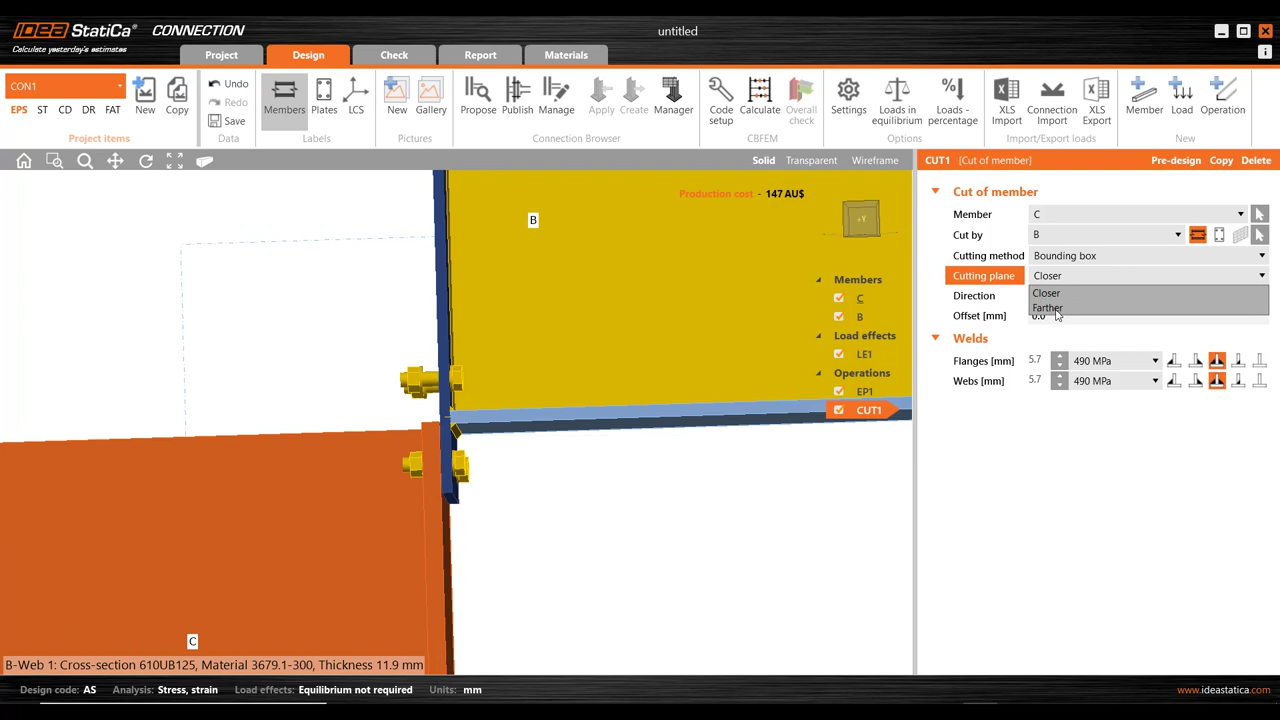 IDEA StatiCa® CONNECTION
Calculate yesterday's estimates
untitled
Project Design Check Report Materials
CON1
EPS ST CD DR FAT
New Copy
Undo
Redo
Save
Members Plates LCS
New Gallery
Propose Publish Manage Apply Create Manager
Code setup Calculate Overall check
Settings Loads in equilibrium Loads - percentage
XLS Import Connection Import XLS Export
Member Load Operation
Project items Data Labels Pictures Connection Browser CBFEM Options Import/Export loads New
Solid Transparent Wireframe
CUT1 [Cut of member] Pre-design Copy Delete
Production cost - 147 AU$
B
+Y
Members
C
B
Load effects
LE1
Operations
EP1
CUT1
C
B-Web 1: Cross-section 610UB125, Material 3679.1-300, Thickness 11.9 mm
Cut of member
Member C
Cut by B
Cutting method Bounding box
Cutting plane Closer
Closer
Direction
Farther
Offset [mm] 0.0
Welds
Flanges [mm] 5.7 490 MPa
Webs [mm] 5.7 490 MPa
Design code: AS Analysis: Stress, strain Load effects: Equilibrium not required Units: mm
www.ideastatica.com